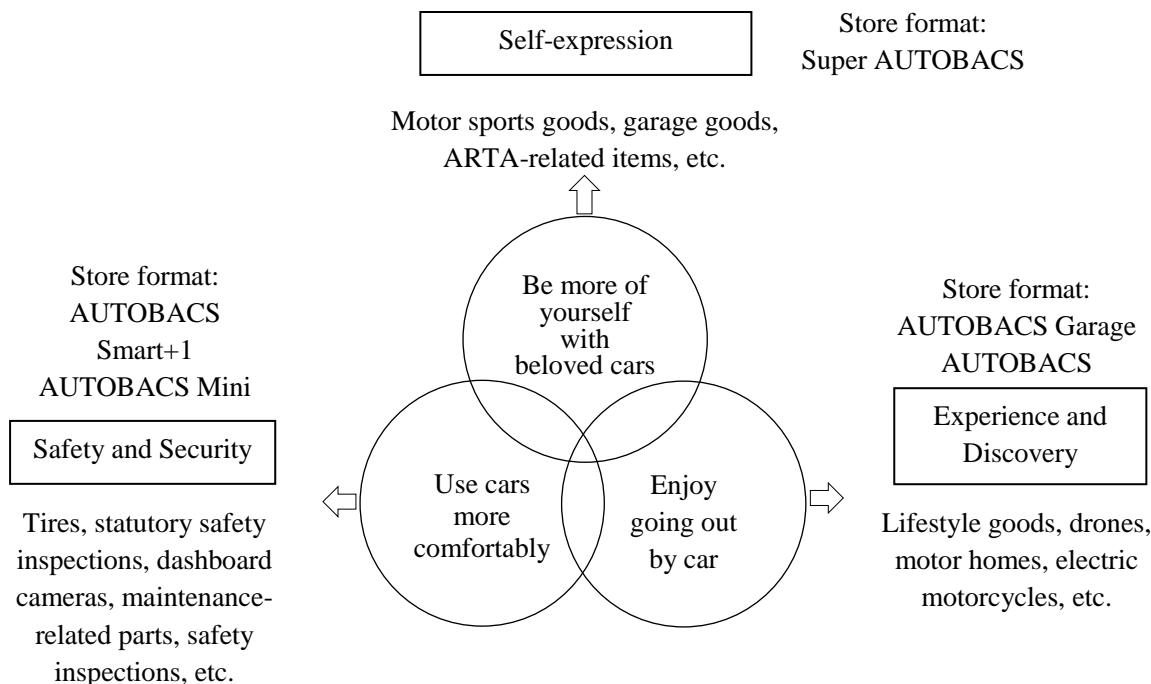 Self-expression
Store format:
Super AUTOBACS
Motor sports goods, garage goods,
ARTA-related items, etc.
Be more of
yourself
with
beloved cars
Store format:
AUTOBACS
Smart+1
AUTOBACS Mini
Safety and Security
Tires, statutory safety
inspections, dashboard
cameras, maintenance-
related parts, safety
inspections, etc.
Use cars
more
comfortably
Enjoy
going out
by car
Store format:
AUTOBACS Garage
AUTOBACS
Experience and
Discovery
Lifestyle goods, drones,
motor homes, electric
motorcycles, etc.